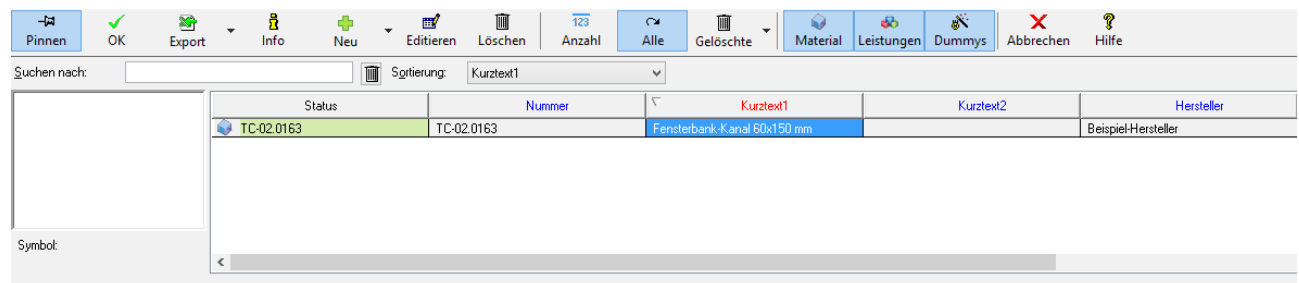 Pinnen OK Export Info Neu Editieren Löschen 123 Anzahl Alle Gelöschte Material Leistungen Dummys Abbrechen Hilfe
Suchen nach: Sortierung: Kurztext1
Status Nummer Kurztext1 Kurztext2 Hersteller
TC-02.0163 TC-02.0163 Fensterbank-Kanal 60x150 mm Beispiel-Hersteller
Symbol: